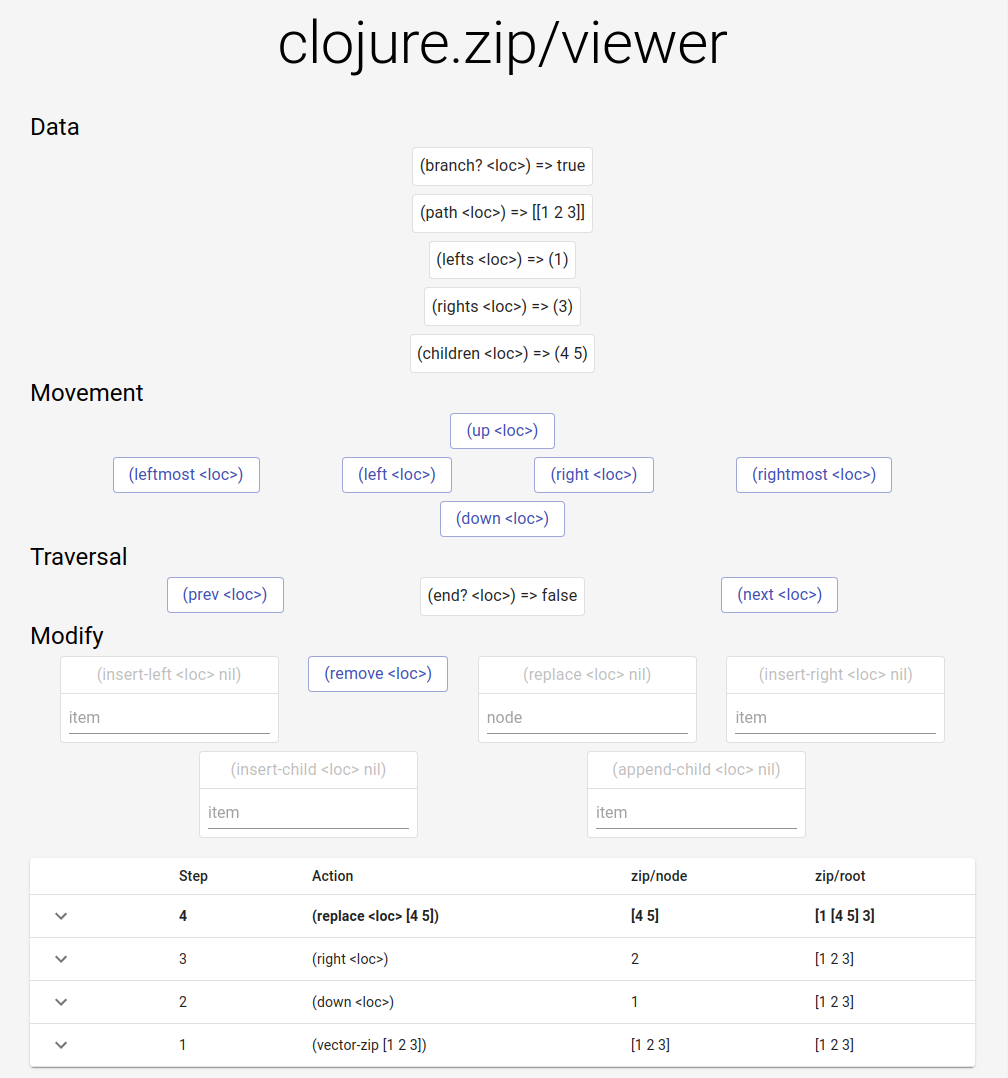 clojure.zip/viewer
Data
(branch? <loc>) => true
(path <loc>) => [[1 2 3]]
(lefts <loc>) => (1)
(rights <loc>) => (3)
(children <loc>) => (4 5)
Movement
(up <loc>)
(leftmost <loc>) (left <loc>) (right <loc>) (rightmost <loc>)
(down <loc>)
Traversal
(prev <loc>) (end? <loc>) => false (next <loc>)
Modify
(insert-left <loc> nil) (remove <loc>) (replace <loc> nil) (insert-right <loc> nil)
item node item
(insert-child <loc> nil) (append-child <loc> nil)
item item
Step Action zip/node zip/root
4 (replace <loc> [4 5]) [4 5] [1 [4 5] 3]
3 (right <loc>) 2 [1 2 3]
2 (down <loc>) 1 [1 2 3]
1 (vector-zip [1 2 3]) [1 2 3] [1 2 3]